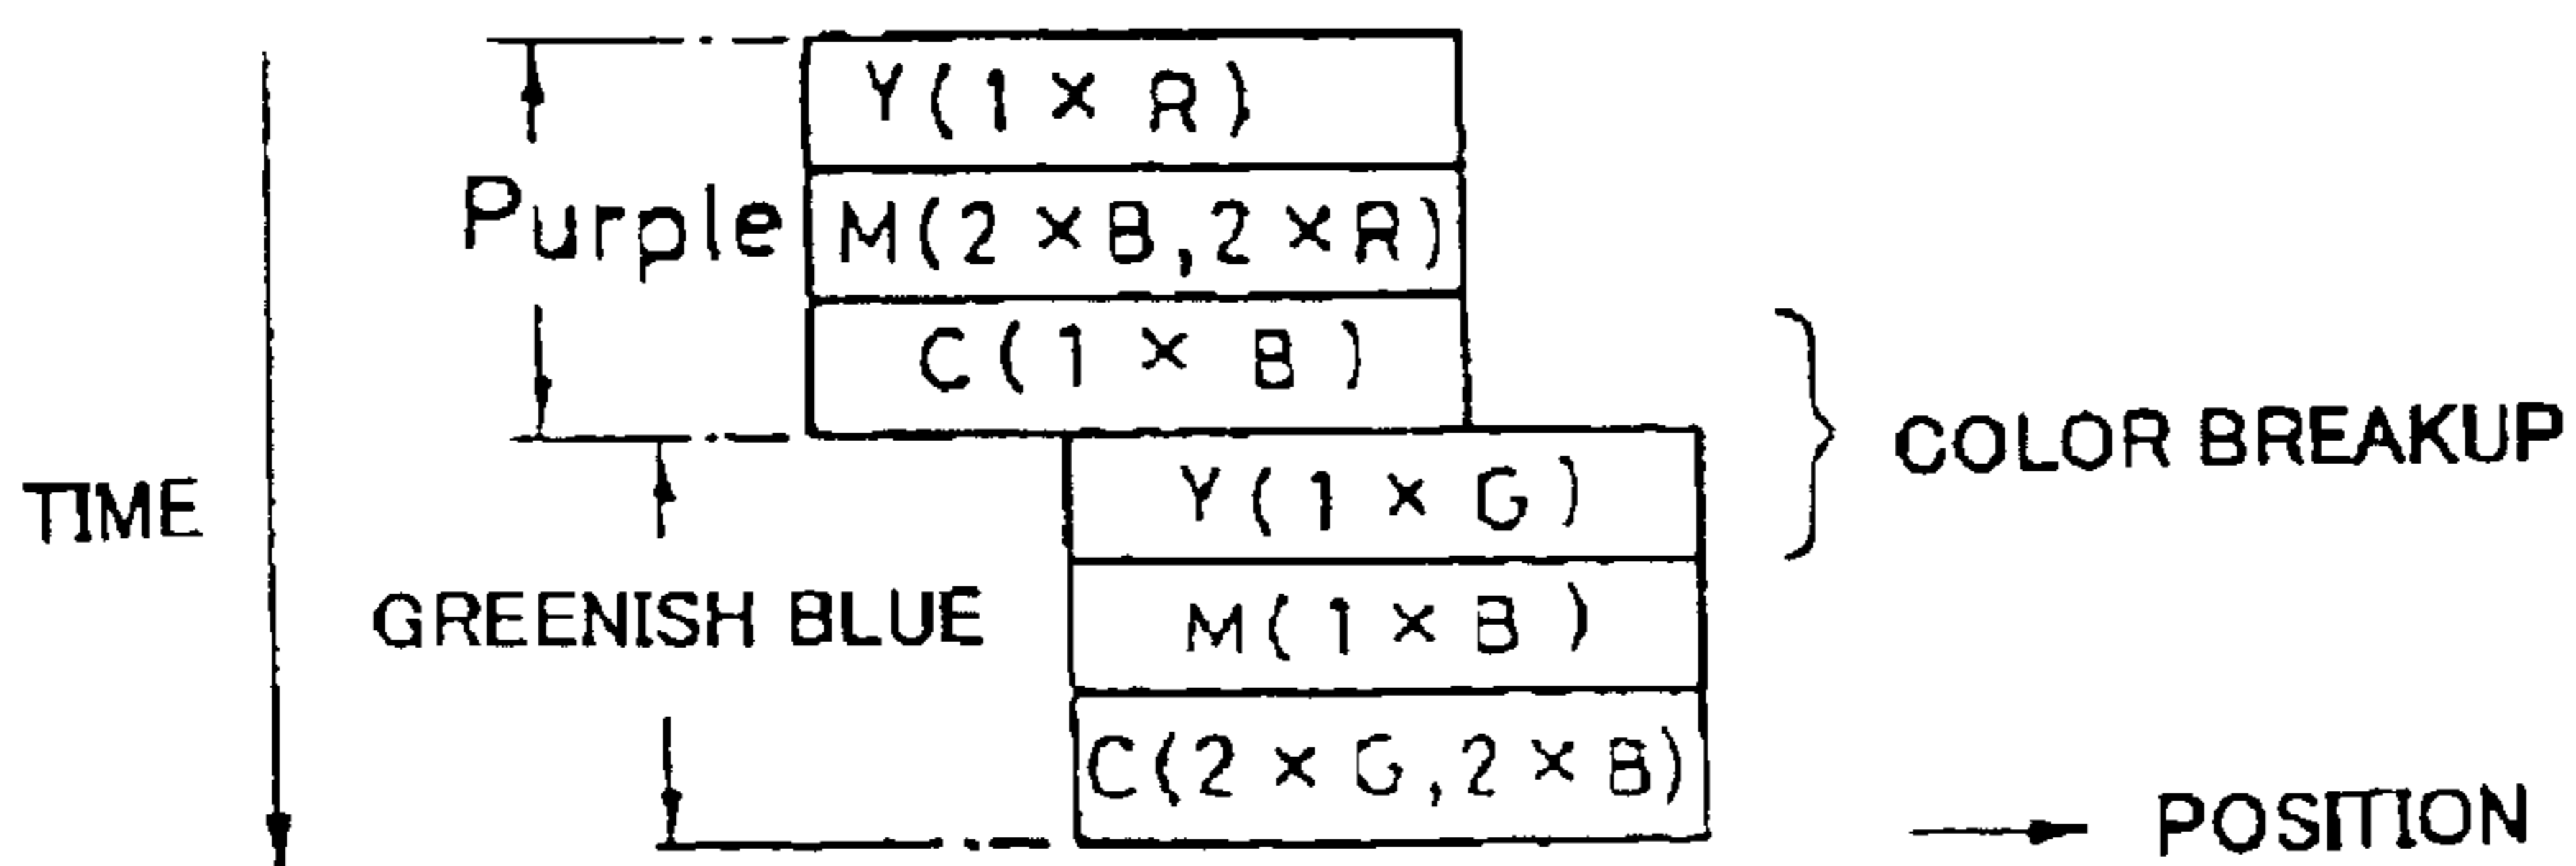 Y(1 × R)
Purple
M(2 × B,2 × R)
C(1 × B)
COLOR BREAKUP
Y(1 × G)
TIME
GREENISH BLUE
M(1 × B)
C(2 × G,2 × B)
POSITION